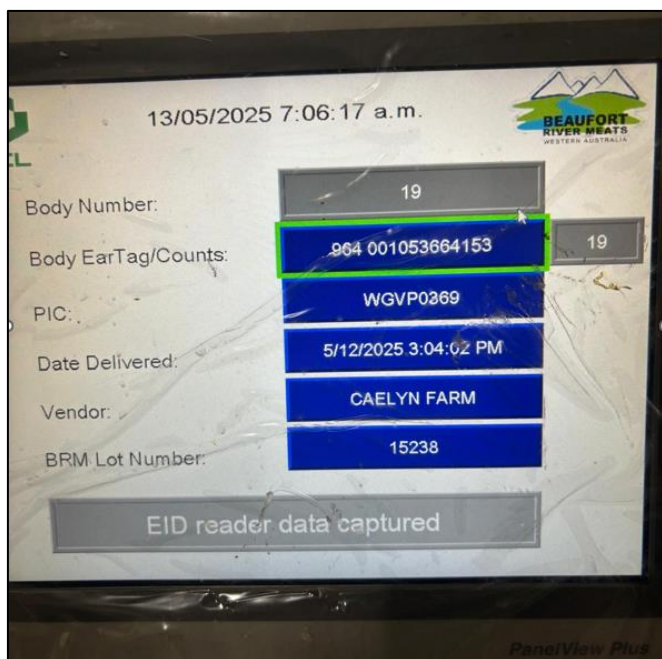 13/05/2025 7:06:17 a.m.
BEAUFORT
RIVER MEATS
WESTERN AUSTRALIA
Body Number: 19
Body EarTag/Counts: 964 001053664153 19
PIC: WGVP0369
Date Delivered: 5/12/2025 3:04:02 PM
Vendor: CAELYN FARM
BRM Lot Number: 15238
EID reader data captured
PanelView Plus